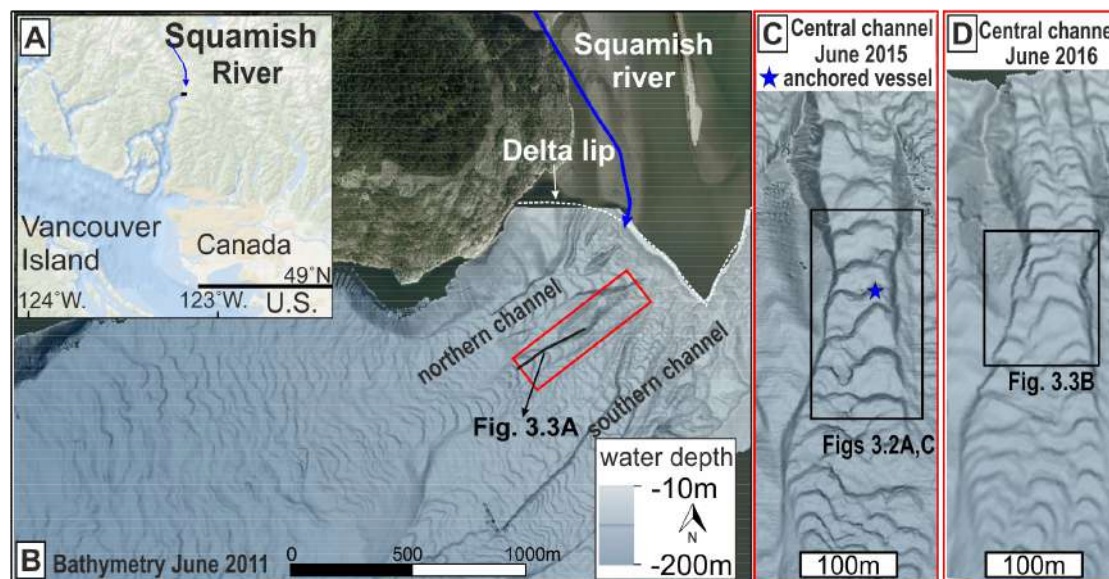 A
Squamish
River
Vancouver
Island
Canada
49°N
U.S.
124°W.
123°W.
Squamish
river
Delta lip
northern channel
southern channel
Fig. 3.3A
water depth
-10m
-200m
N
B
Bathymetry June 2011
0
500
1000m
C
Central channel
June 2015
anchored vessel
Figs 3.2A,C
100m
D
Central channel
June 2016
Fig. 3.3B
100m